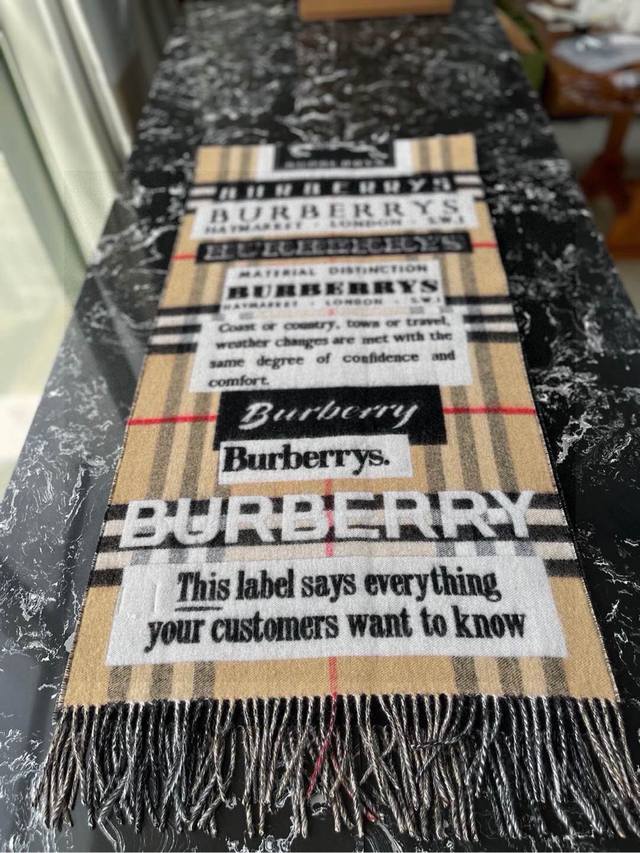 BURBERRYS
BURBERRYS
HAYMARKET · LONDON · S.W.1
BURBERRYS
MATERIAL DISTINCTION
BURBERRYS
HAYMARKET · LONDON · S.W.1
Coast or country, town or travel,
weather changes are met with the
same degree of confidence and
comfort.
Burberry
Burberrys.
BURBERRY
This label says everything
your customers want to know